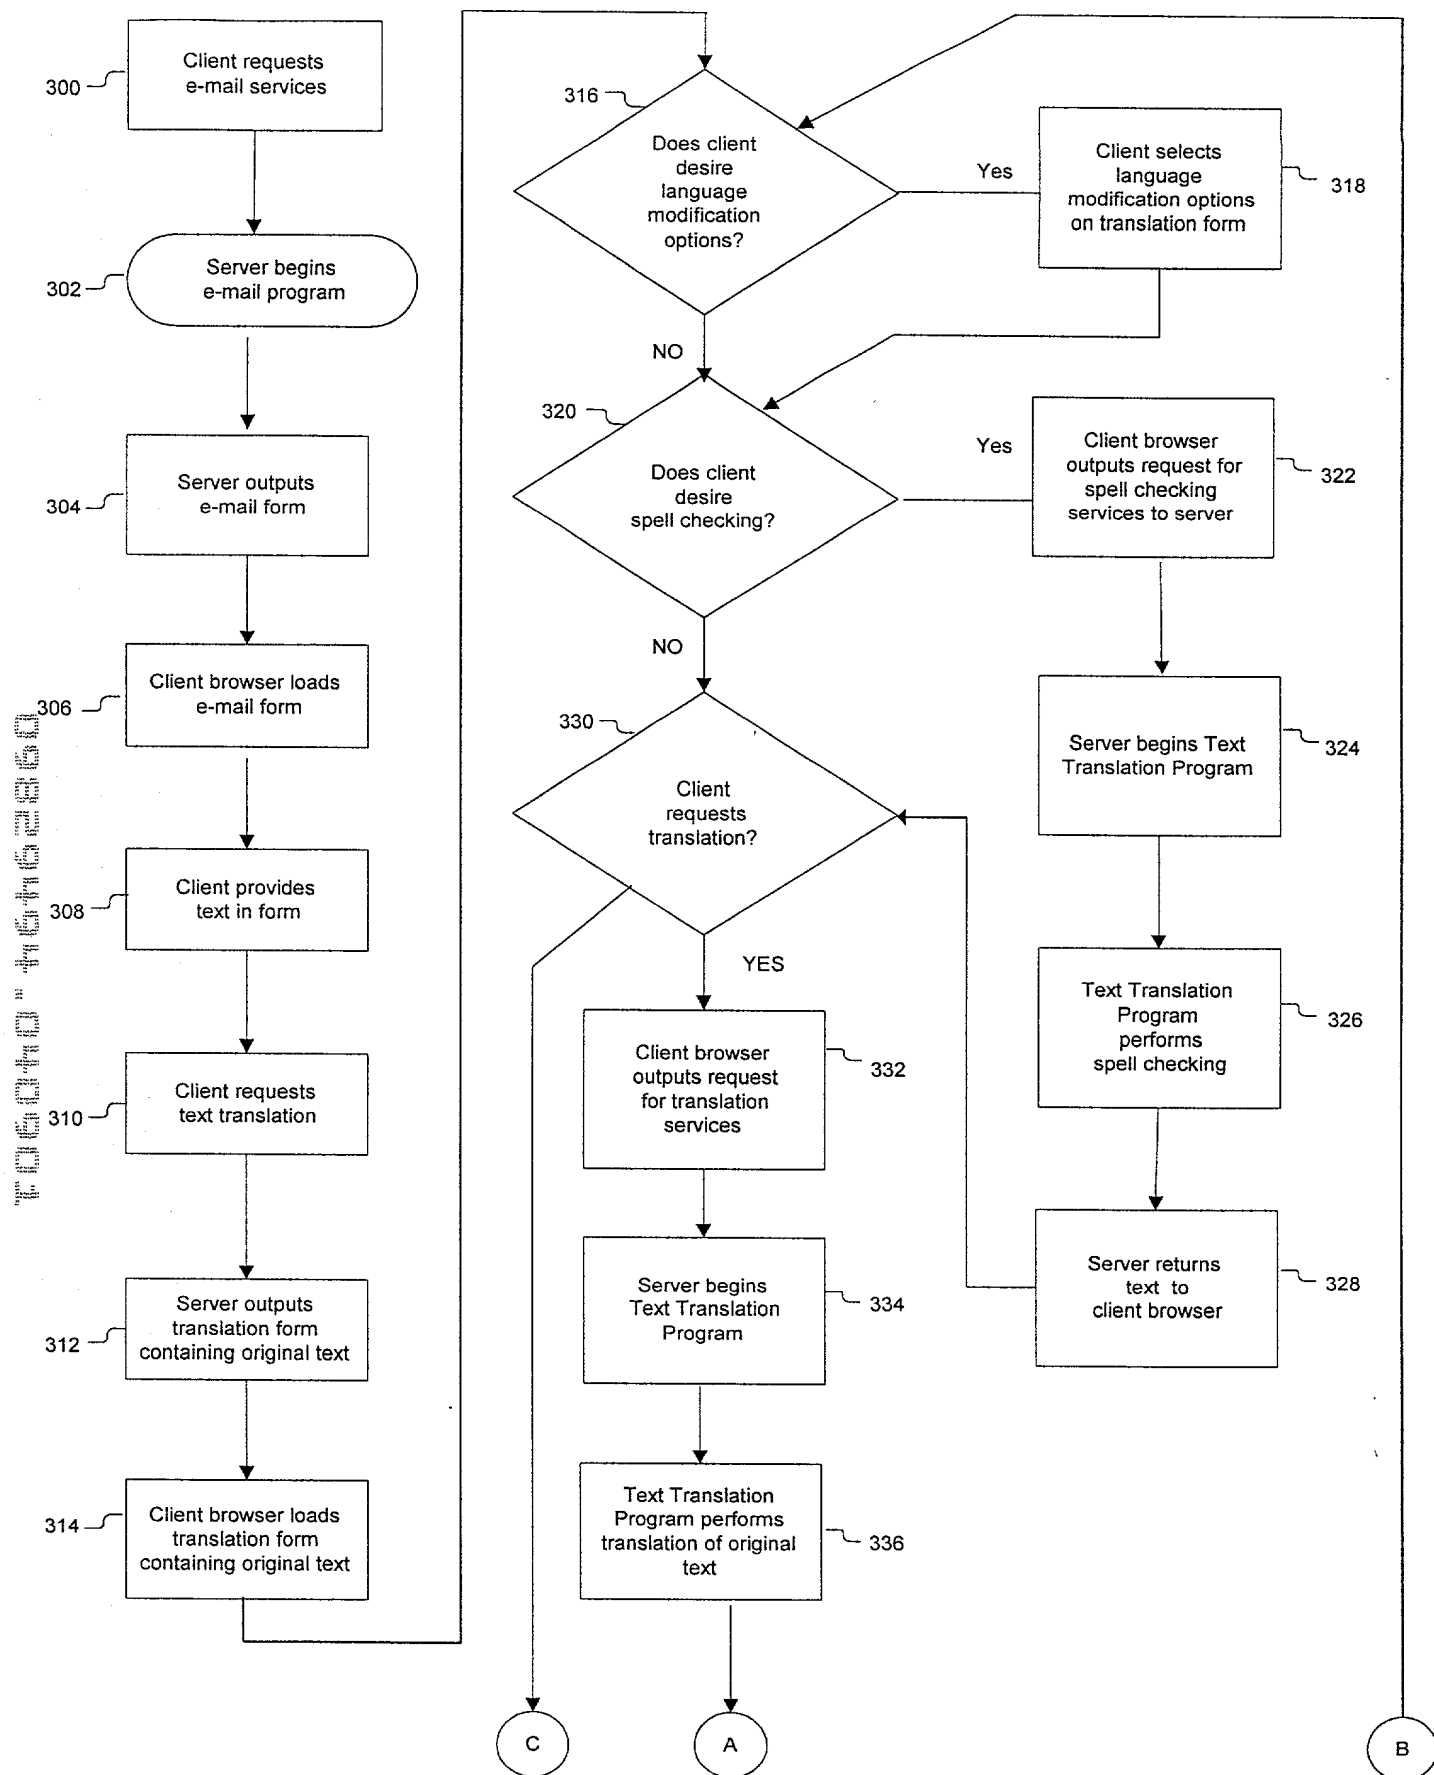 300
Client requests
e-mail services
302
Server begins
e-mail program
304
Server outputs
e-mail form
306
Client browser loads
e-mail form
308
Client provides
text in form
310
Client requests
text translation
312
Server outputs
translation form
containing original text
314
Client browser loads
translation form
containing original text
316
Does client
desire
language
modification
options?
Yes
Client selects
language
modification options
on translation form
318
NO
320
Does client
desire
spell checking?
Yes
Client browser
outputs request for
spell checking
services to server
322
NO
330
Client
requests
translation?
Server begins Text
Translation Program
324
Text Translation
Program
performs
spell checking
326
Server returns
text to
client browser
328
YES
Client browser
outputs request
for translation
services
332
Server begins
Text Translation
Program
334
Text Translation
Program performs
translation of original
text
336
C
A
B